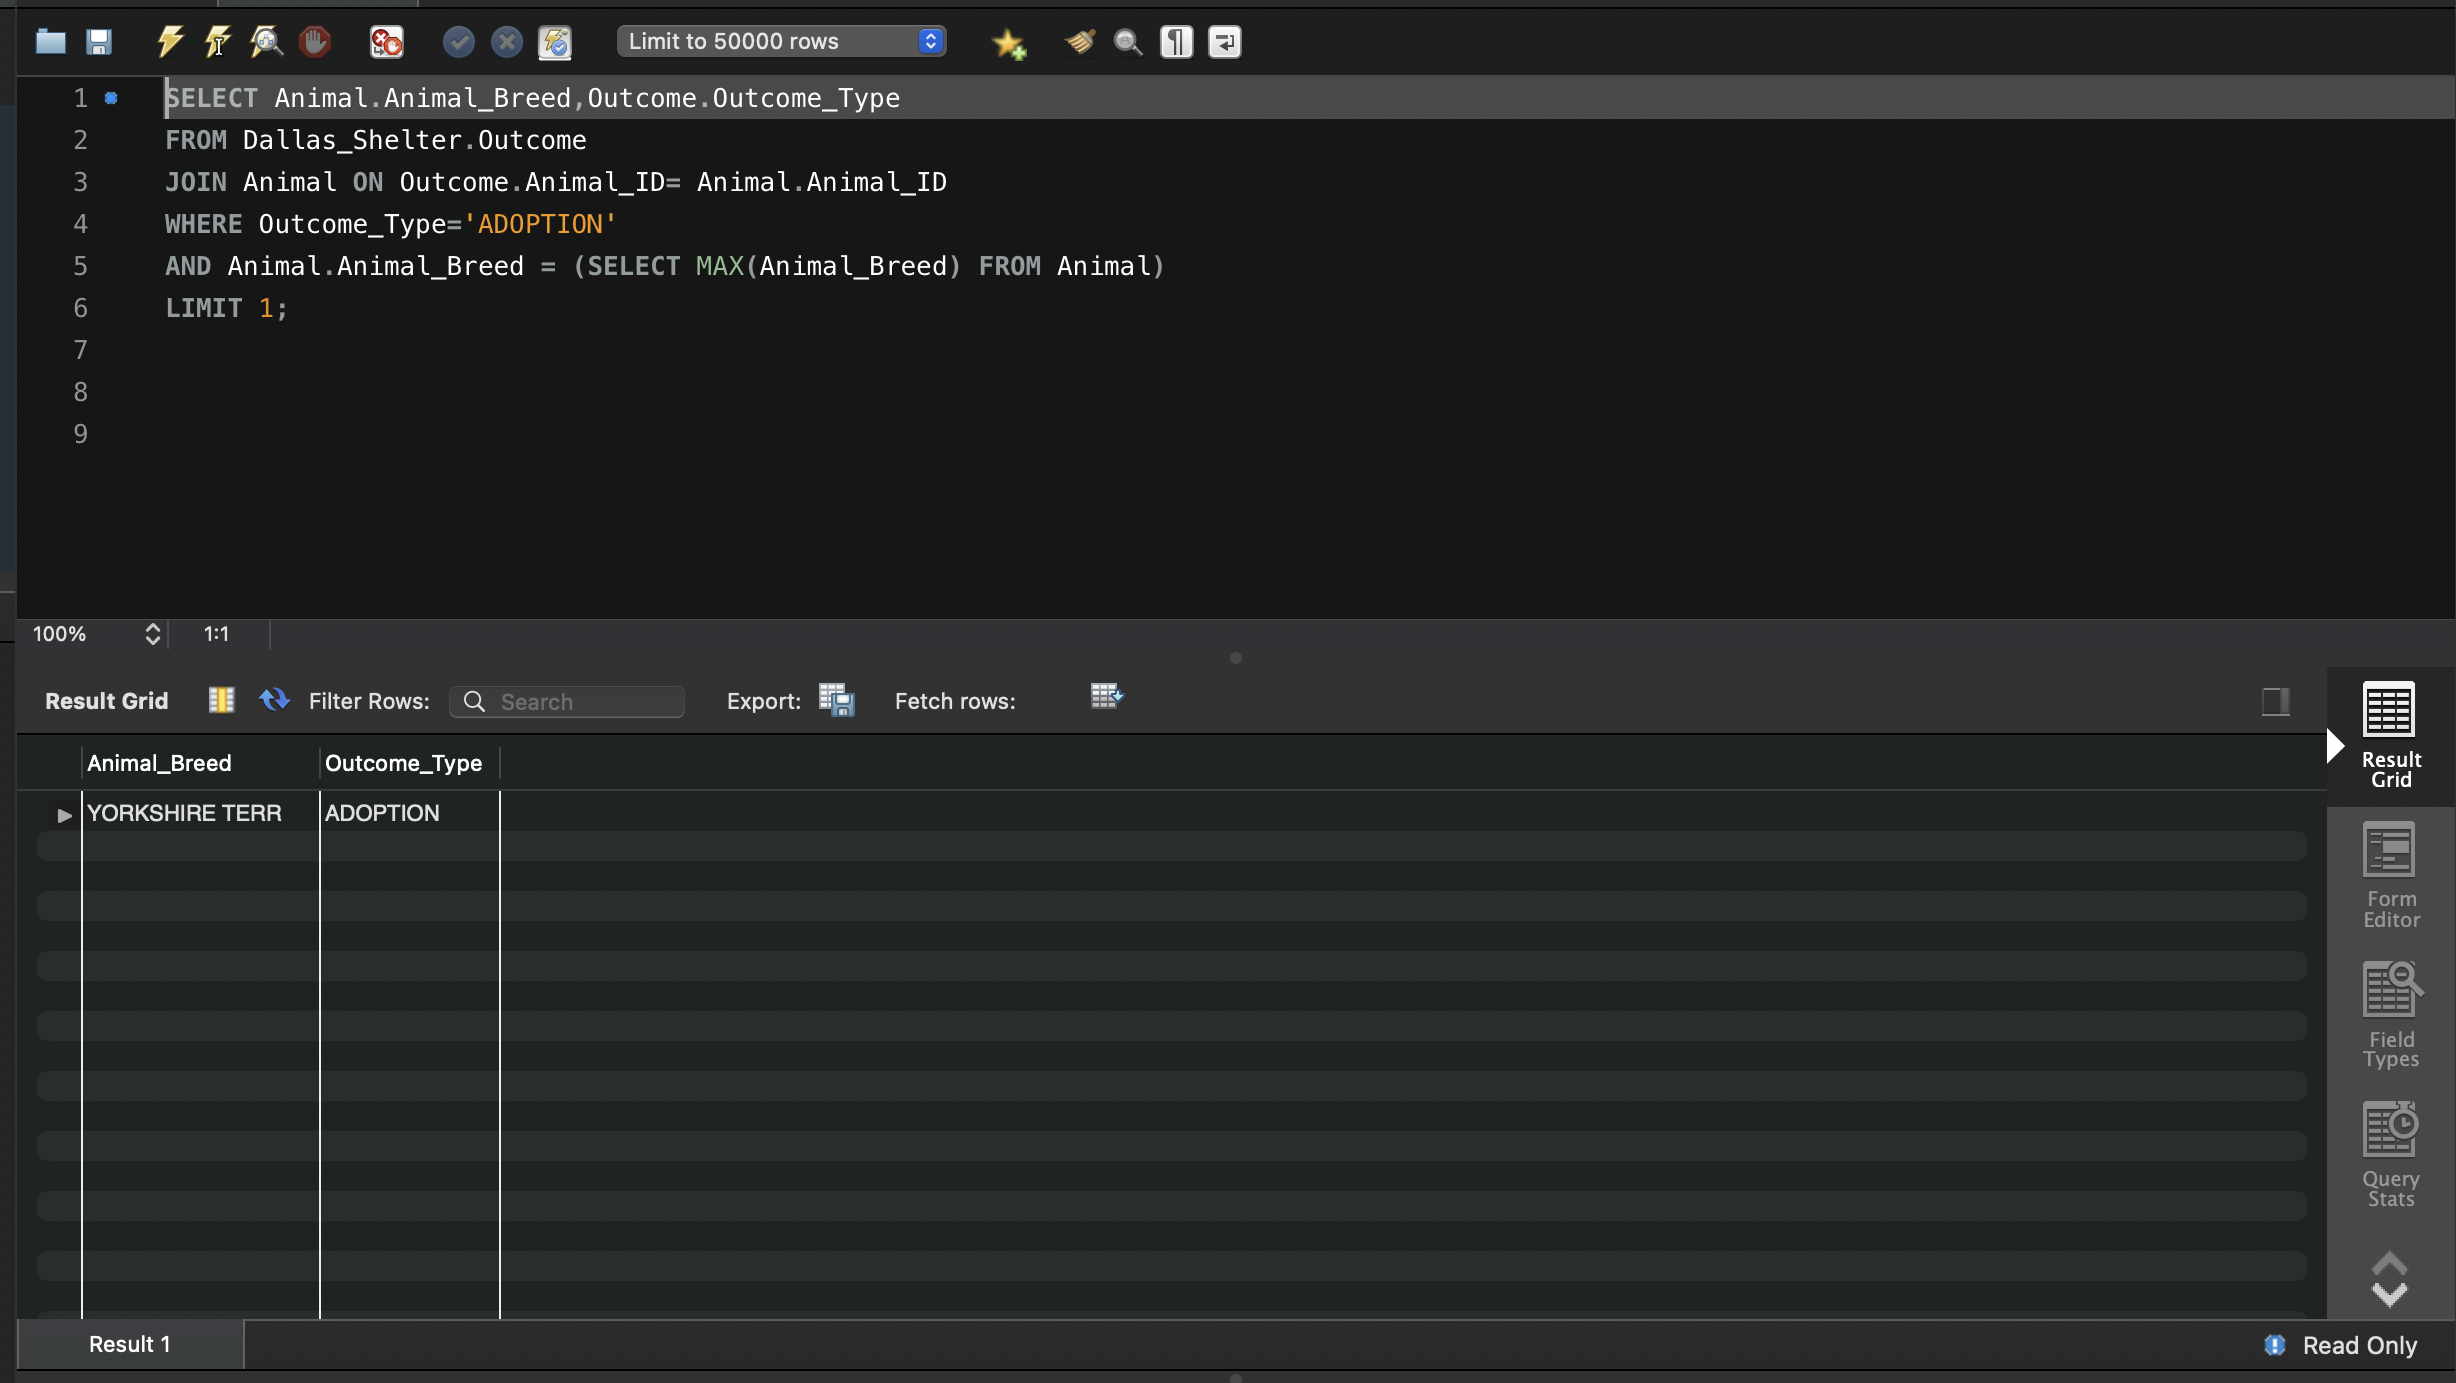 Limit to 50000 rows
1 SELECT Animal.Animal_Breed,Outcome.Outcome_Type
2 FROM Dallas_Shelter.Outcome
3 JOIN Animal ON Outcome.Animal_ID= Animal.Animal_ID
4 WHERE Outcome_Type='ADOPTION'
5 AND Animal.Animal_Breed = (SELECT MAX(Animal_Breed) FROM Animal)
6 LIMIT 1;
7
8
9
100% 1:1
Result Grid Filter Rows: Search Export: Fetch rows:
Animal_Breed Outcome_Type
YORKSHIRE TERR ADOPTION
Result
Grid
Form
Editor
Field
Types
Query
Stats
Result 1 Read Only